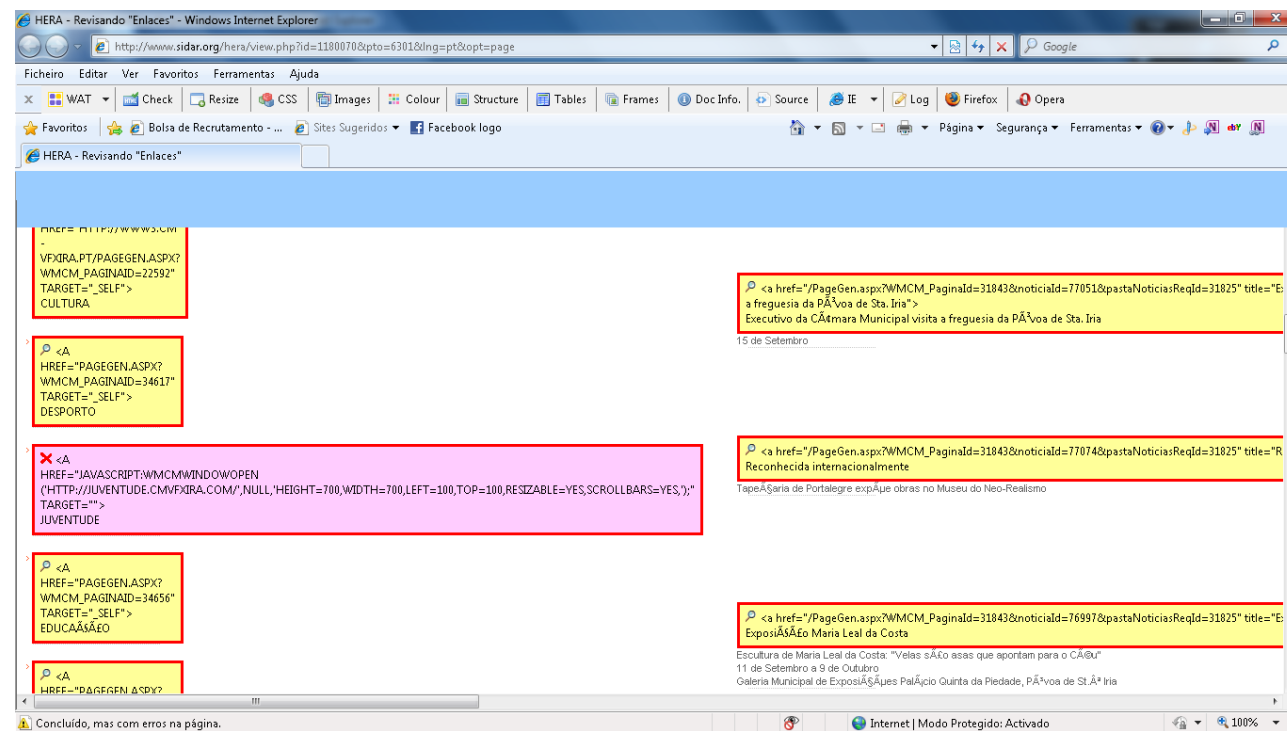 HERA - Revisando "Enlaces" - Windows Internet Explorer
http://www.sidar.org/hera/view.php?id=1180070&pto=6301&lng=pt&opt=page
Google
Ficheiro Editar Ver Favoritos Ferramentas Ajuda
x WAT Check Resize CSS Images Colour Structure Tables Frames Doc Info. Source IE Log Firefox Opera
Favoritos Bolsa de Recrutamento - ... Sites Sugeridos Facebook logo Página Segurança Ferramentas
HERA - Revisando "Enlaces"
HREF="HTTP://WWW3.CM
-
VFXIRA.PT/PAGEGEN.ASPX?
WMCM_PAGINAID=22592"
TARGET="_SELF">
CULTURA
<A
HREF="PAGEGEN.ASPX?
WMCM_PAGINAID=34617"
TARGET="_SELF">
DESPORTO
<A
HREF="JAVASCRIPT:WMCMWINDOWOPEN
('HTTP://JUVENTUDE.CMVFXIRA.COM/',NULL,'HEIGHT=700,WIDTH=700,LEFT=100,TOP=100,RESIZABLE=YES,SCROLLBARS=YES,');"
TARGET="">
JUVENTUDE
<A
HREF="PAGEGEN.ASPX?
WMCM_PAGINAID=34656"
TARGET="_SELF">
EDUCAÃ§Ã£O
<A
HREF="PAGEGEN.ASPX?
<a href="/PageGen.aspx?WMCM_PaginaId=31843&noticiaId=77051&pastaNoticiasReqId=31825" title="E
a freguesia da PÃ³voa de Sta. Iria">
Executivo da CÃ¢mara Municipal visita a freguesia da PÃ³voa de Sta. Iria
15 de Setembro
<a href="/PageGen.aspx?WMCM_PaginaId=31843&noticiaId=77074&pastaNoticiasReqId=31825" title="R
Reconhecida internacionalmente
TapeÃ§aria de Portalegre expÃµe obras no Museu do Neo-Realismo
<a href="/PageGen.aspx?WMCM_PaginaId=31843&noticiaId=76997&pastaNoticiasReqId=31825" title="E
ExposiÃ§Ã£o Maria Leal da Costa
Escultura de Maria Leal da Costa: "Velas sÃ£o asas que apontam para o CÃ©u"
11 de Setembro a 9 de Outubro
Galeria Municipal de ExposiÃ§Ãµes PalÃ¡cio Quinta da Piedade, PÃ³voa de St.Âª Iria
Concluído, mas com erros na página. Internet | Modo Protegido: Activado 100%